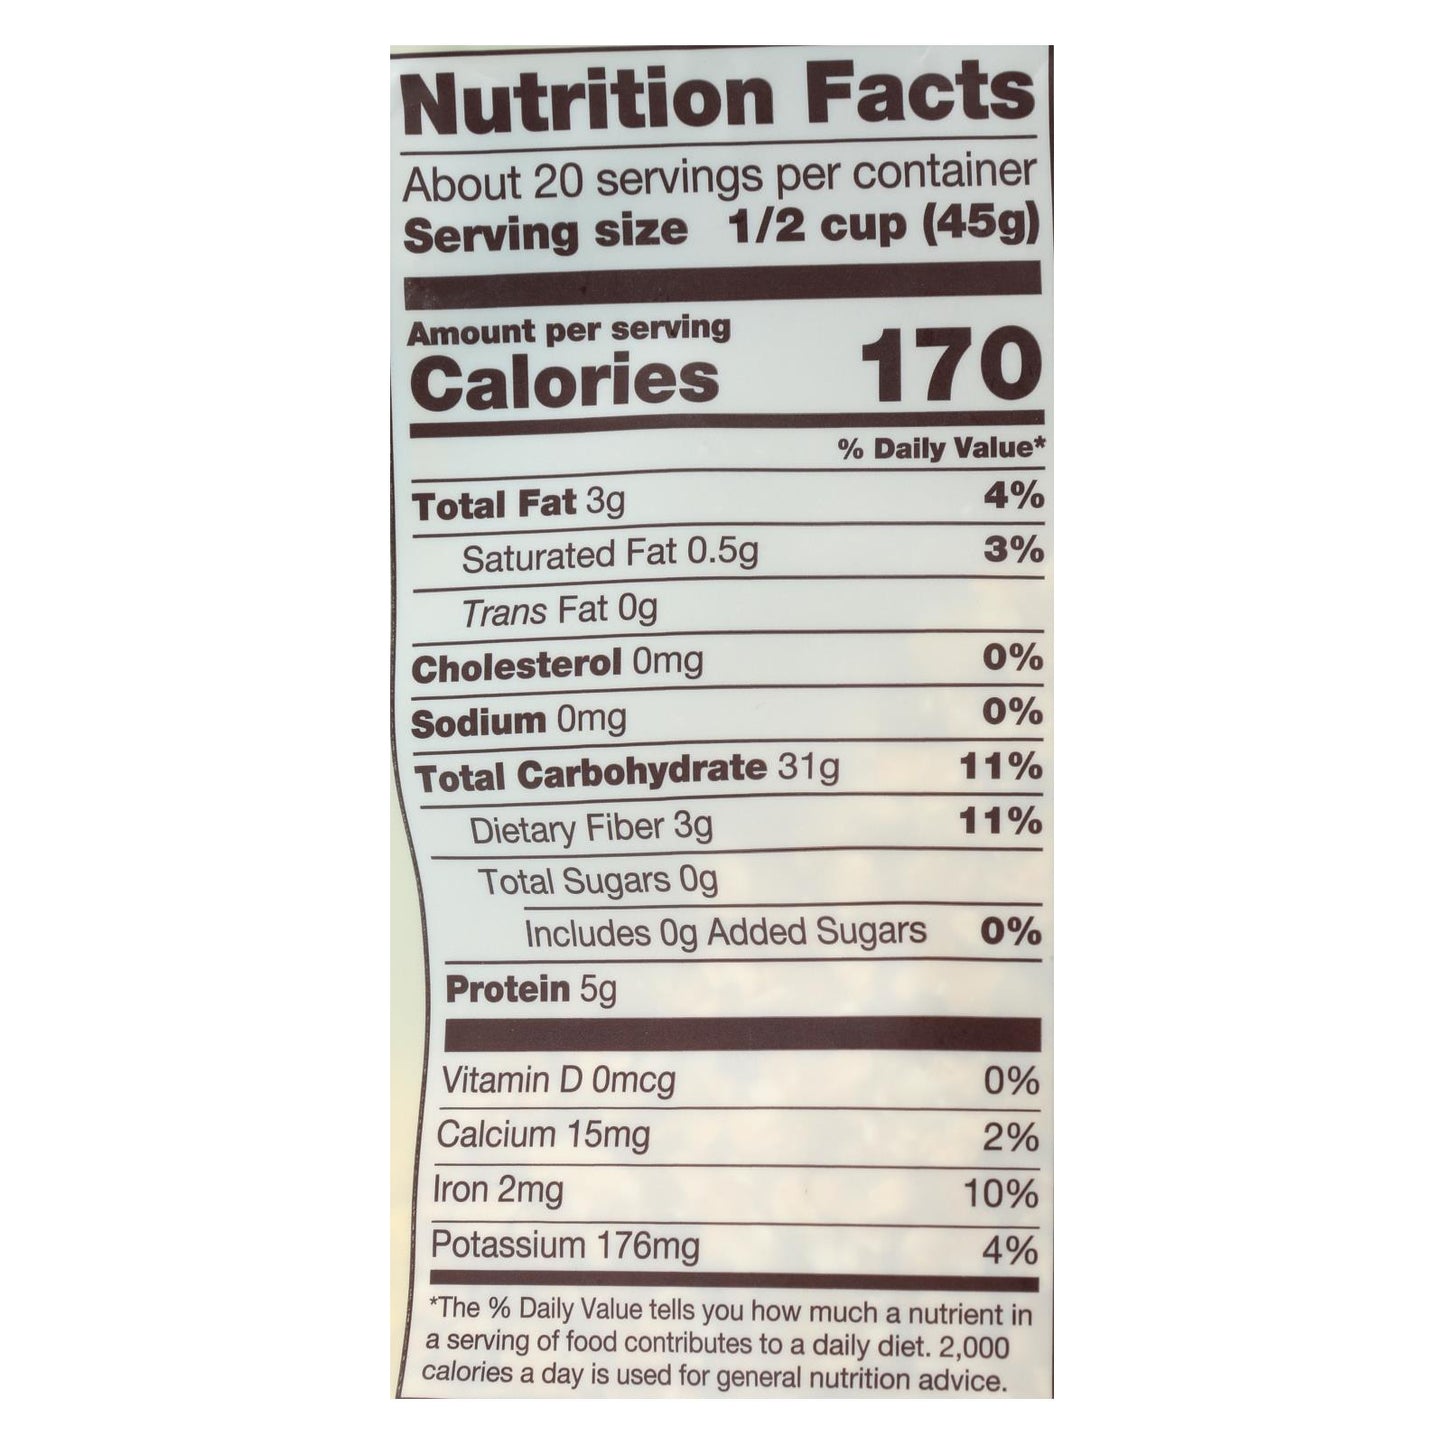 Nutrition Facts
About 20 servings per container
Serving size 1/2 cup (45g)
Amount per serving
Calories 170
% Daily Value*
Total Fat 3g 4%
Saturated Fat 0.5g 3%
Trans Fat 0g
Cholesterol 0mg 0%
Sodium 0mg 0%
Total Carbohydrate 31g 11%
Dietary Fiber 3g 11%
Total Sugars 0g
Includes 0g Added Sugars 0%
Protein 5g
Vitamin D 0mcg 0%
Calcium 15mg 2%
Iron 2mg 10%
Potassium 176mg 4%
*The % Daily Value tells you how much a nutrient in
a serving of food contributes to a daily diet. 2,000
calories a day is used for general nutrition advice.